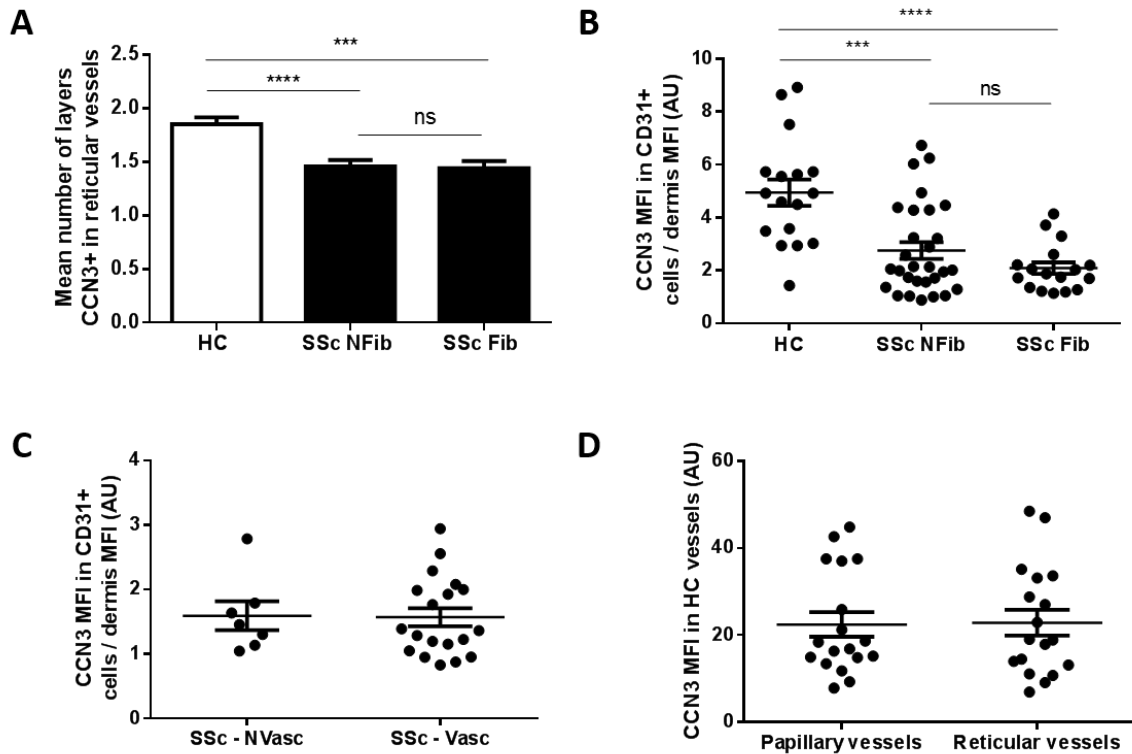 A
Mean number of layers
CCN3+ in reticular vessels
2.5
2.0
1.5
1.0
0.5
0.0
***
****
ns
HC
SSc NFib
SSc Fib
B
CCN3 MFI in CD31+
cells / dermis MFI (AU)
10
8
6
4
2
0
****
***
ns
HC
SSc NFib
SSc Fib
C
CCN3 MFI in CD31+
cells / dermis MFI (AU)
4
3
2
1
0
SSc - NVasc
SSc - Vasc
D
CCN3 MFI in HC vessels (AU)
60
40
20
0
Papillary vessels
Reticular vessels